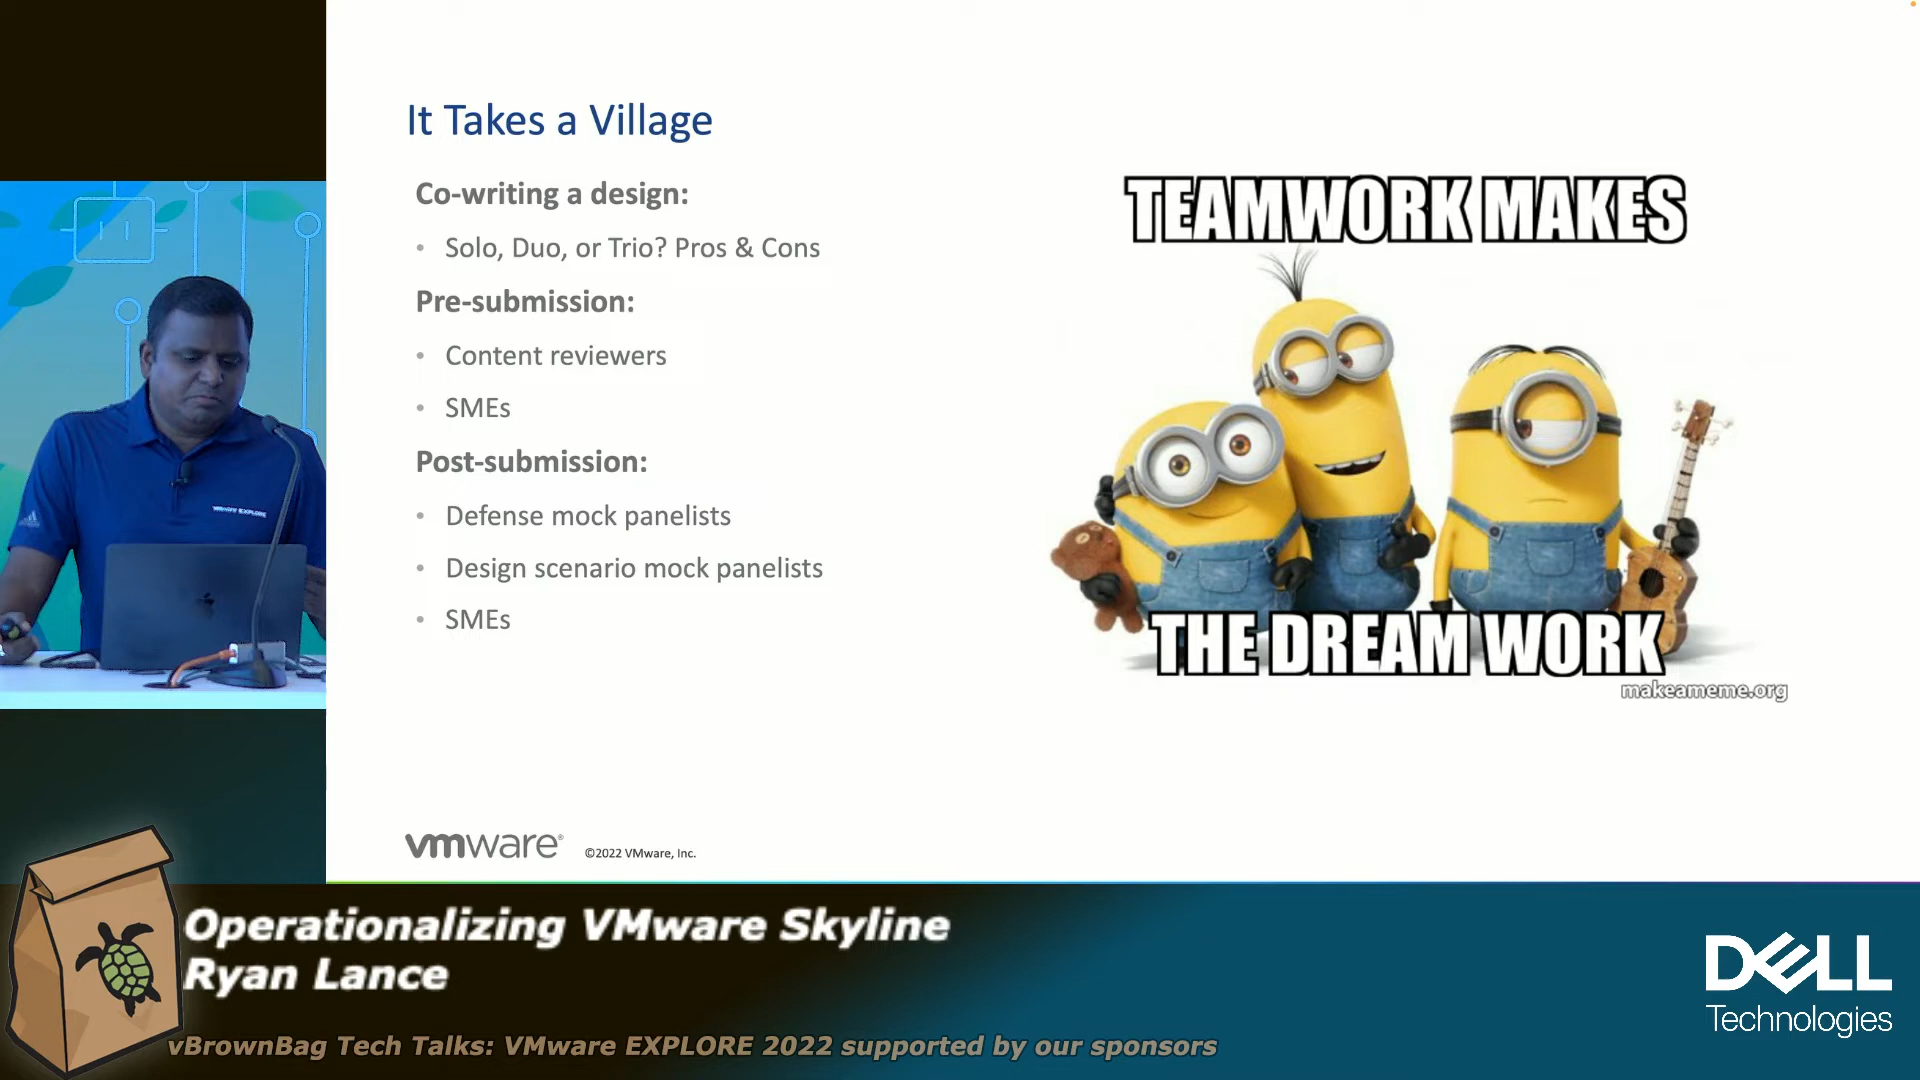 It Takes a Village
Co-writing a design:
• Solo, Duo, or Trio? Pros & Cons
Pre-submission:
• Content reviewers
• SMEs
Post-submission:
• Defense mock panelists
• Design scenario mock panelists
• SMEs
TEAMWORK MAKES
THE DREAM WORK
makeameme.org
vmware®
©2022 VMware, Inc.
VMWARE EXPLORE
Operationalizing VMware Skyline
Ryan Lance
vBrownBag Tech Talks: VMware EXPLORE 2022 supported by our sponsors
DELL
Technologies